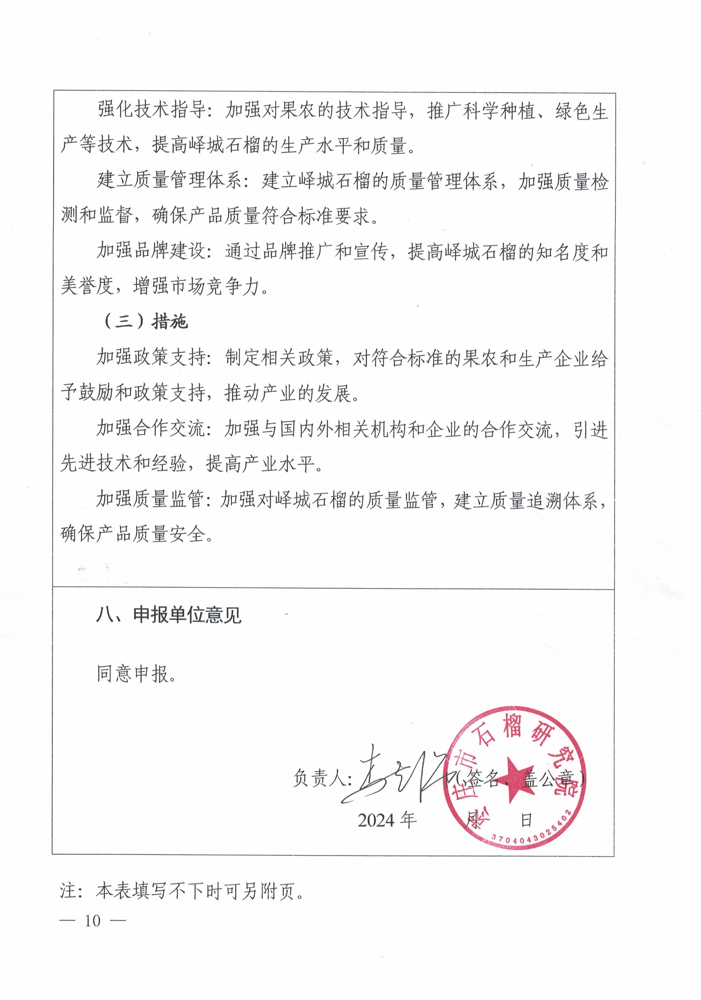 强化技术指导：加强对果农的技术指导，推广科学种植、绿色生
产等技术，提高峄城石榴的生产水平和质量。
建立质量管理体系：建立峄城石榴的质量管理体系，加强质量检
测和监督，确保产品质量符合标准要求。
加强品牌建设：通过品牌推广和宣传，提高峄城石榴的知名度和
美誉度，增强市场竞争力。
（三）措施
加强政策支持：制定相关政策，对符合标准的果农和生产企业给
予鼓励和政策支持，推动产业的发展。
加强合作交流：加强与国内外相关机构和企业的合作交流，引进
先进技术和经验，提高产业水平。
加强质量监管：加强对峄城石榴的质量监管，建立质量追溯体系，
确保产品质量安全。
八、申报单位意见
同意申报。
负责人：（签名、盖公章）
2024 年 月 日
枣庄市石榴研究院
3704043025402
注：本表填写不下时可另附页。
— 10 —